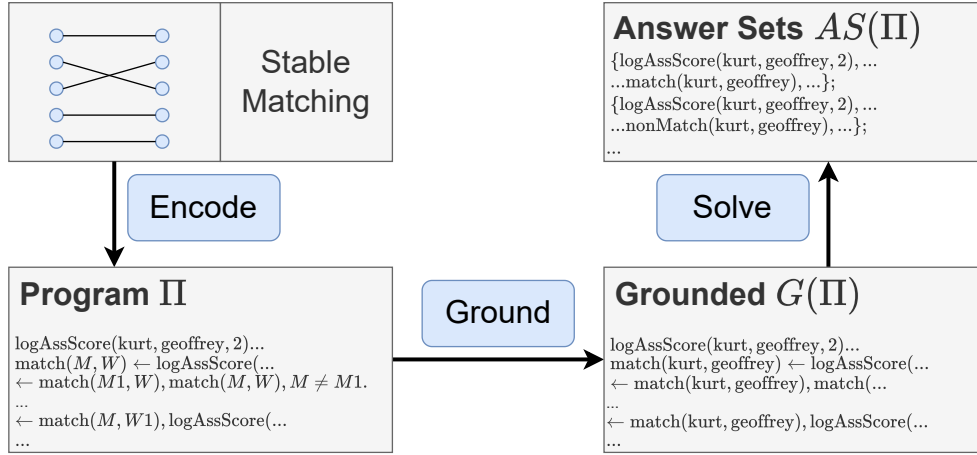 Stable
Matching
Encode
Program Π
logAssScore(kurt, geoffrey, 2)...
match(M, W) ← logAssScore(...
← match(M1, W), match(M, W), M ≠ M1.
...
← match(M, W1), logAssScore(...
...
Ground
Grounded G(Π)
logAssScore(kurt, geoffrey, 2)...
match(kurt, geoffrey) ← logAssScore(...
← match(kurt, geoffrey), match(...
...
← match(kurt, geoffrey), logAssScore(...
...
Solve
Answer Sets AS(Π)
{logAssScore(kurt, geoffrey, 2), ...
...match(kurt, geoffrey), ...};
{logAssScore(kurt, geoffrey, 2), ...
...nonMatch(kurt, geoffrey), ...};
...